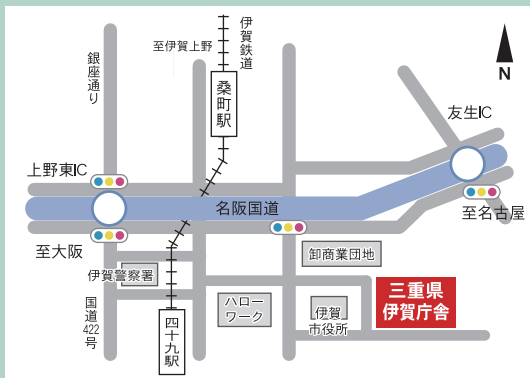 伊賀鉄道
至伊賀上野
銀座通り
桑町駅
N
友生IC
上野東IC
名阪国道
至名古屋
至大阪
卸商業団地
伊賀警察署
三重県
伊賀庁舎
ハロー
ワーク
伊賀
市役所
国道422号
四十九駅